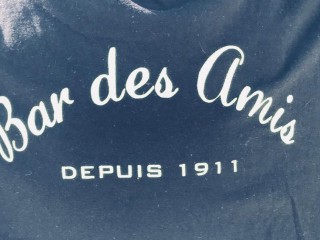 Bar des Amis
DEPUIS 1911